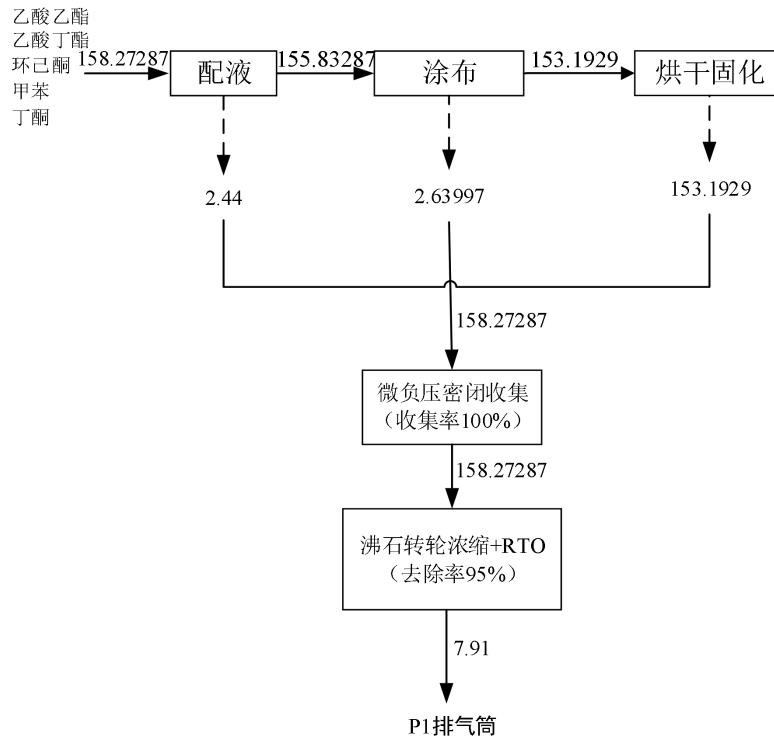 乙酸乙酯
乙酸丁酯
环己酮
甲苯
丁酮
158.27287
配液
155.83287
涂布
153.1929
烘干固化
2.44
2.63997
153.1929
158.27287
微负压密闭收集
（收集率100%）
158.27287
沸石转轮浓缩+RTO
（去除率95%）
7.91
P1排气筒